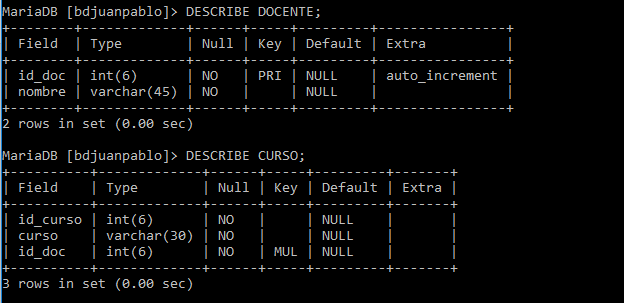 MariaDB [bdjuanpablo]> DESCRIBE DOCENTE;
+--------+-------------+------+-----+---------+----------------+
| Field  | Type        | Null | Key | Default | Extra          |
+--------+-------------+------+-----+---------+----------------+
| id_doc | int(6)      | NO   | PRI | NULL    | auto_increment |
| nombre | varchar(45) | NO   |     | NULL    |                |
+--------+-------------+------+-----+---------+----------------+
2 rows in set (0.00 sec)
MariaDB [bdjuanpablo]> DESCRIBE CURSO;
+----------+-------------+------+-----+---------+-------+
| Field    | Type        | Null | Key | Default | Extra |
+----------+-------------+------+-----+---------+-------+
| id_curso | int(6)      | NO   |     | NULL    |       |
| curso    | varchar(30) | NO   |     | NULL    |       |
| id_doc   | int(6)      | NO   | MUL | NULL    |       |
+----------+-------------+------+-----+---------+-------+
3 rows in set (0.00 sec)